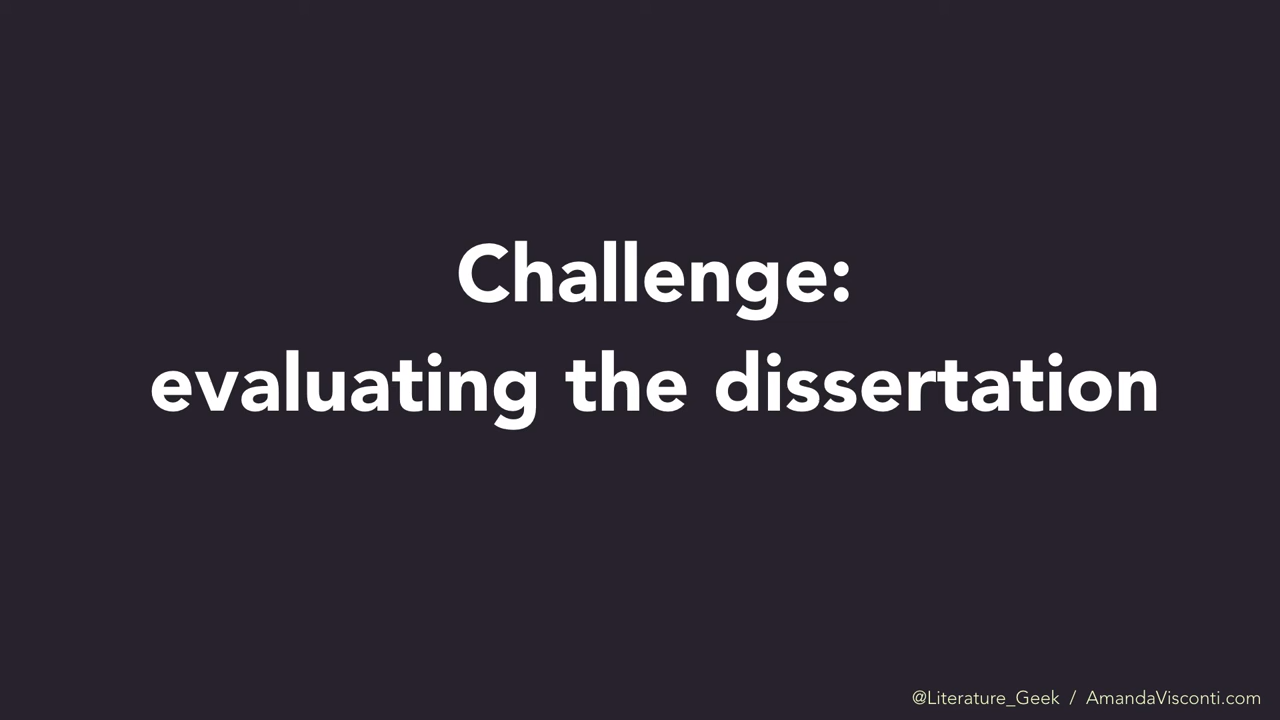 Challenge:
evaluating the dissertation
@Literature_Geek / AmandaVisconti.com